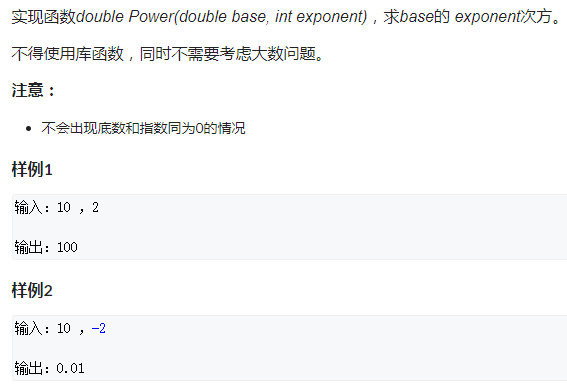 实现函数double Power(double base, int exponent)，求base的 exponent次方。
不得使用库函数，同时不需要考虑大数问题。
注意：
• 不会出现底数和指数同为0的情况
样例1
输入：10 ，2
输出：100
样例2
输入：10 ，-2
输出：0.01